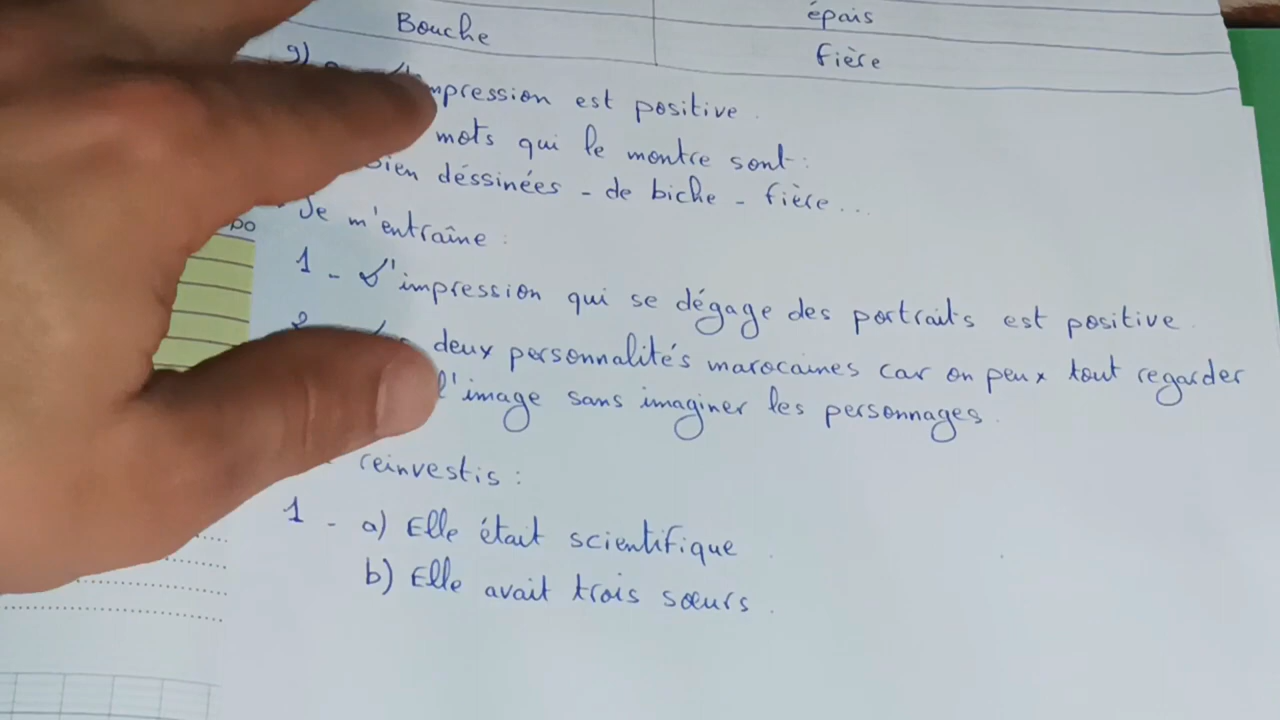 Bouche épais
fière
g) L'impression est positive.
mots qui le montre sont:
Bien déssinées - de biche - fière...
Je m'entraîne:
1 - L'impression qui se dégage des portraits est positive.
2 deux personnalités marocaines car on peux tout regarder
l'image sans imaginer les personnages.
reinvestis:
1 - a) Elle était scientifique.
b) Elle avait trois sœurs.